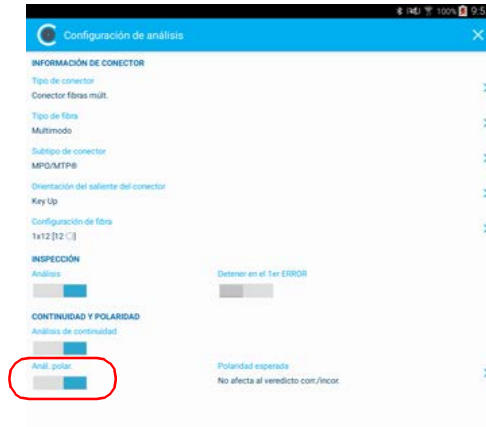 100% 9:5
Configuración de análisis
INFORMACIÓN DE CONECTOR
Tipo de conector
Conector fibras múlt.
Tipo de fibra
Multimodo
Subtipo de conector
MPO/MTP®
Orientación del saliente del conector
Key Up
Configuración de fibra
1x12 [12 ]
INSPECCIÓN
Análisis Detener en el 1er ERROR
CONTINUIDAD Y POLARIDAD
Análisis de continuidad
Anál. polar. Polaridad esperada
No afecta al veredicto corr./incor.